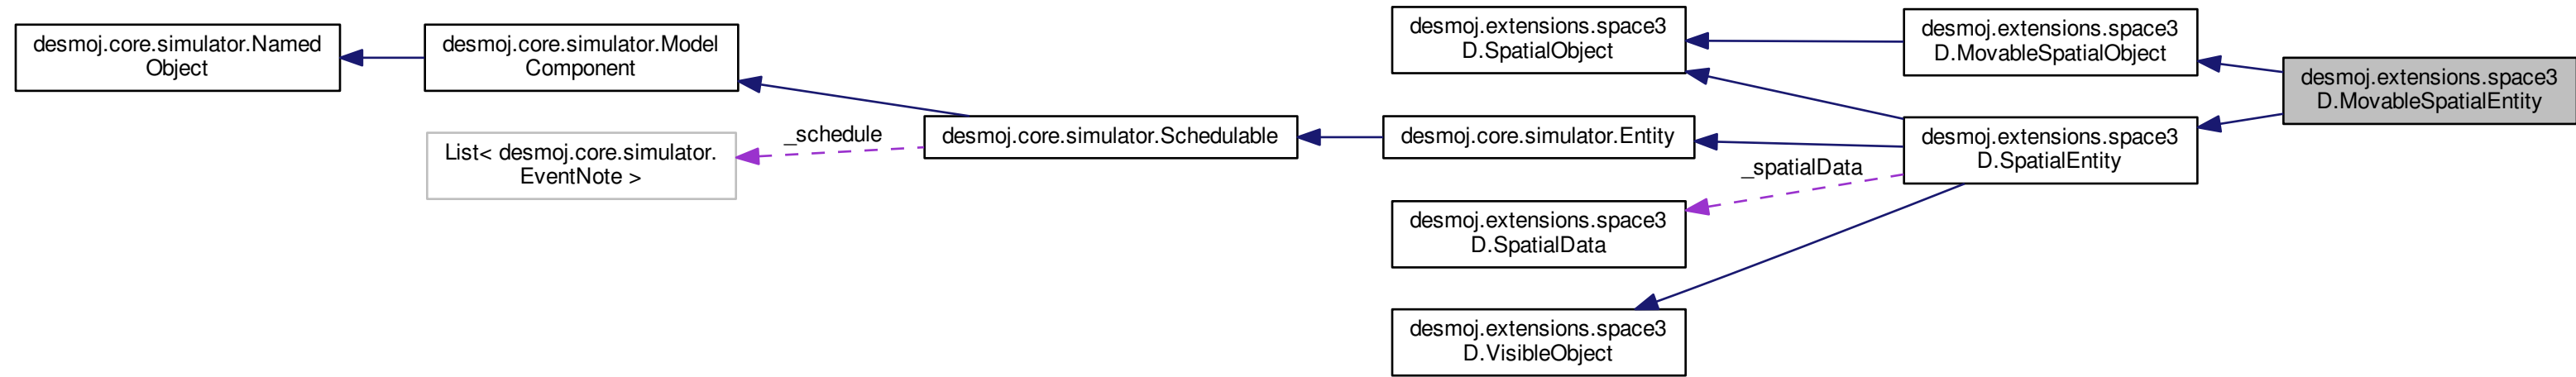 desmoj.core.simulator.Named
Object
desmoj.core.simulator.Model
Component
List< desmoj.core.simulator.
EventNote >
_schedule
desmoj.core.simulator.Schedulable
desmoj.extensions.space3
D.SpatialObject
desmoj.core.simulator.Entity
_spatialData
desmoj.extensions.space3
D.SpatialData
desmoj.extensions.space3
D.VisibleObject
desmoj.extensions.space3
D.MovableSpatialObject
desmoj.extensions.space3
D.SpatialEntity
desmoj.extensions.space3
D.MovableSpatialEntity